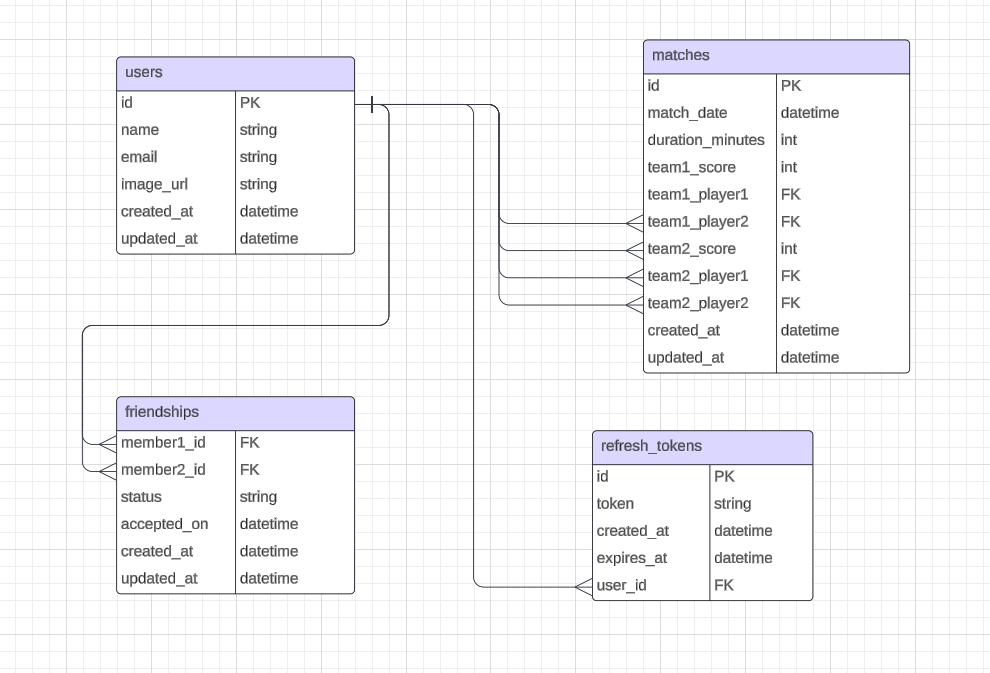 users
id PK
name string
email string
image_url string
created_at datetime
updated_at datetime
matches
id PK
match_date datetime
duration_minutes int
team1_score int
team1_player1 FK
team1_player2 FK
team2_score int
team2_player1 FK
team2_player2 FK
created_at datetime
updated_at datetime
friendships
member1_id FK
member2_id FK
status string
accepted_on datetime
created_at datetime
updated_at datetime
refresh_tokens
id PK
token string
created_at datetime
expires_at datetime
user_id FK